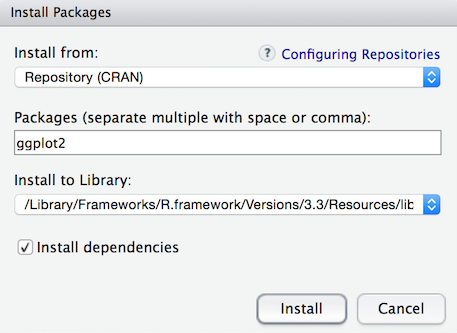 Install Packages
Install from:
? Configuring Repositories
Repository (CRAN)
Packages (separate multiple with space or comma):
ggplot2
Install to Library:
/Library/Frameworks/R.framework/Versions/3.3/Resources/lib
Install dependencies
Install Cancel